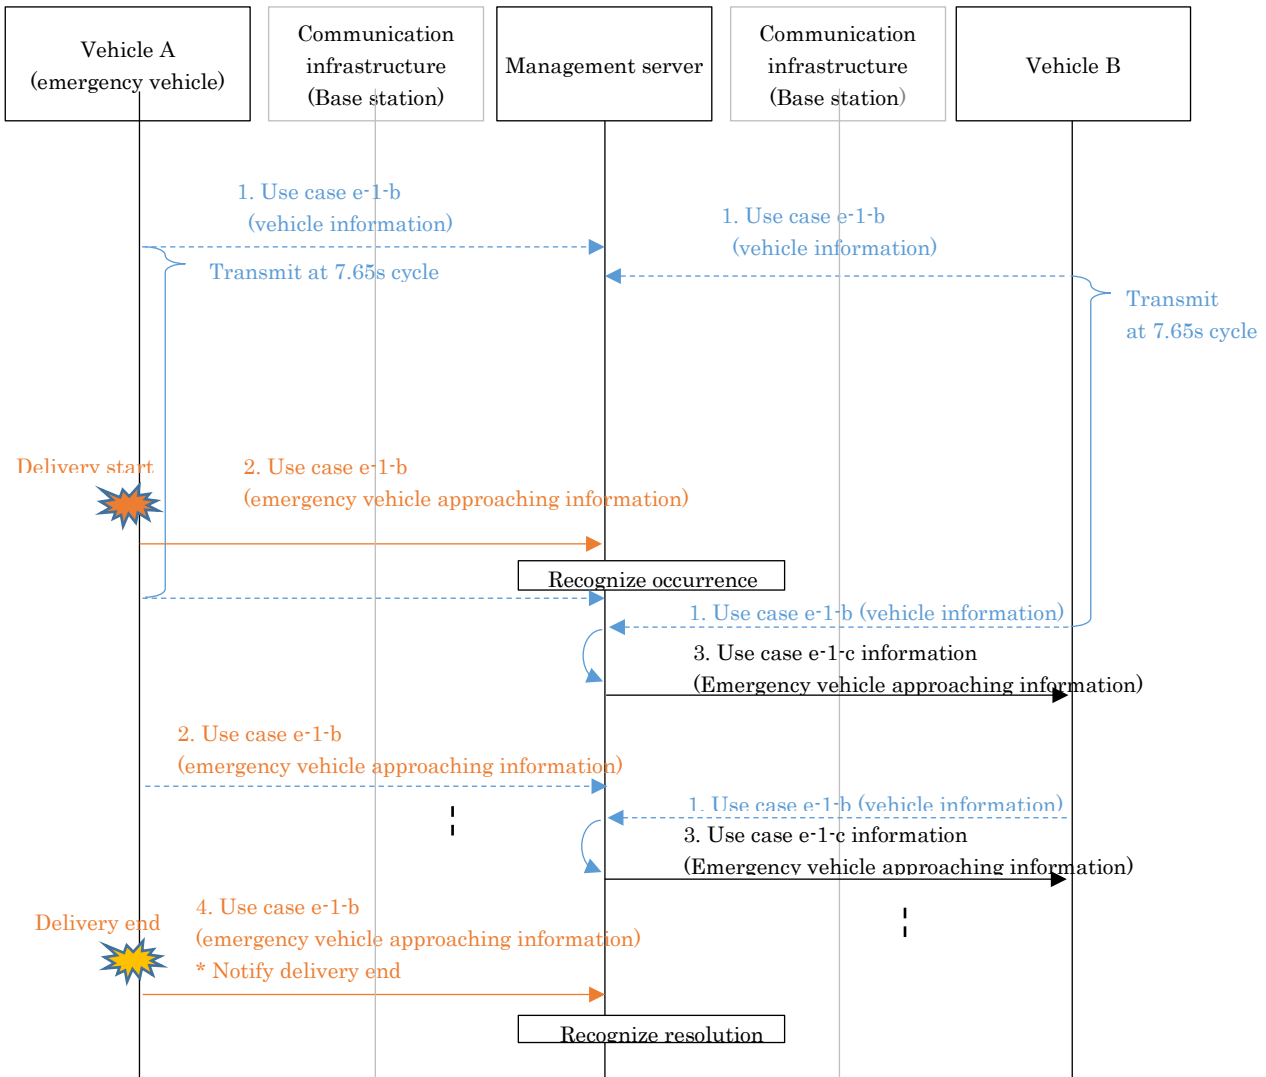 Vehicle A
(emergency vehicle)
Communication
infrastructure
(Base station)
Management server
Communication
infrastructure
(Base station)
Vehicle B
1. Use case e-1-b
(vehicle information)
1. Use case e-1-b
(vehicle information)
Transmit at 7.65s cycle
Transmit
at 7.65s cycle
Delivery start
2. Use case e-1-b
(emergency vehicle approaching information)
Recognize occurrence
1. Use case e-1-b (vehicle information)
3. Use case e-1-c information
(Emergency vehicle approaching information)
2. Use case e-1-b
(emergency vehicle approaching information)
1. Use case e-1-b (vehicle information)
3. Use case e-1-c information
(Emergency vehicle approaching information)
Delivery end
4. Use case e-1-b
(emergency vehicle approaching information)
* Notify delivery end
Recognize resolution